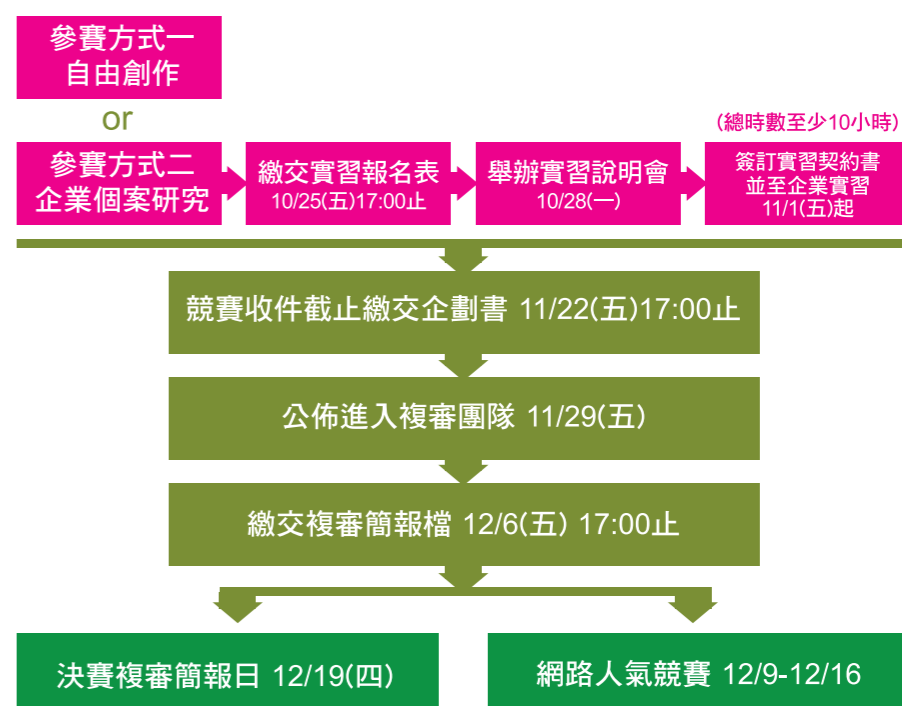 參賽方式一
自由創作
or
(總時數至少10小時)
參賽方式二
企業個案研究
繳交實習報名表
10/25(五)17:00止
舉辦實習說明會
10/28(一)
簽訂實習契約書
並至企業實習
11/1(五)起
競賽收件截止繳交企劃書 11/22(五)17:00止
公佈進入複審團隊 11/29(五)
繳交複審簡報檔 12/6(五) 17:00止
決賽複審簡報日 12/19(四)
網路人氣競賽 12/9-12/16